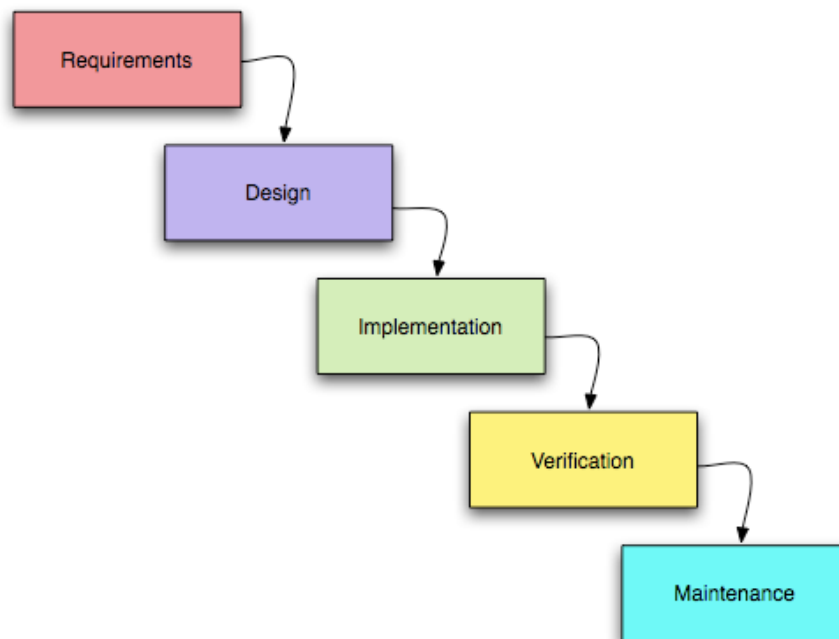 Requirements
Design
Implementation
Verification
Maintenance